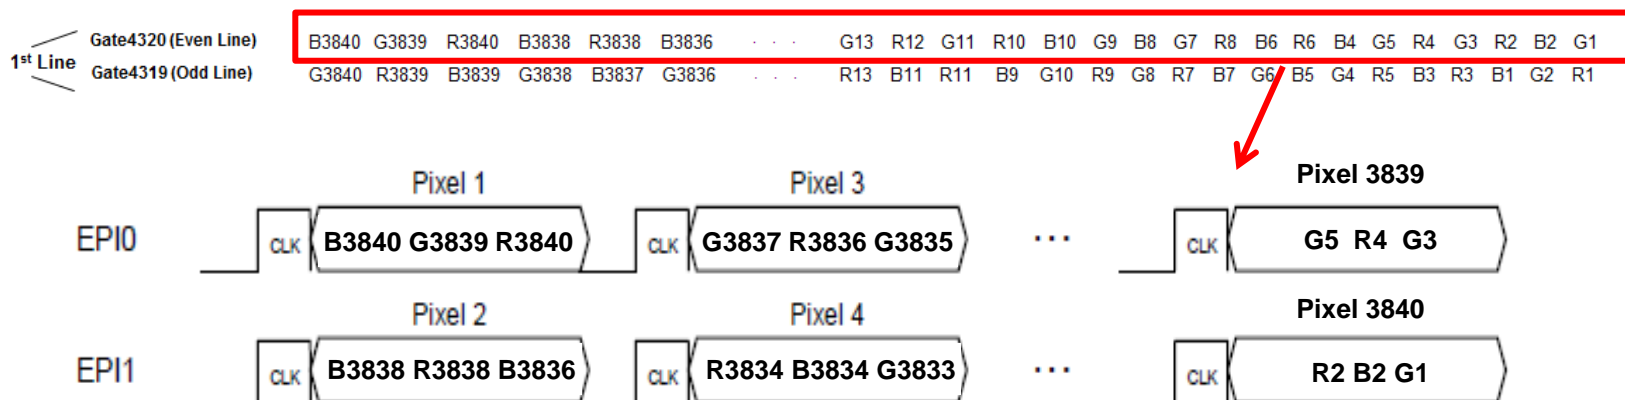 Gate4320 (Even Line) B3840 G3839 R3840 B3838 R3838 B3836 . . . G13 R12 G11 R10 B10 G9 B8 G7 R8 B6 R6 B4 G5 R4 G3 R2 B2 G1
1st Line
Gate4319 (Odd Line) G3840 R3839 B3839 G3838 B3837 G3836 . . . R13 B11 R11 B9 G10 R9 G8 R7 B7 G6 B5 G4 R5 B3 R3 B1 G2 R1
Pixel 1 Pixel 3 Pixel 3839
EPI0 CLK B3840 G3839 R3840 CLK G3837 R3836 G3835 ... CLK G5 R4 G3
Pixel 2 Pixel 4 Pixel 3840
EPI1 CLK B3838 R3838 B3836 CLK R3834 B3834 G3833 ... CLK R2 B2 G1